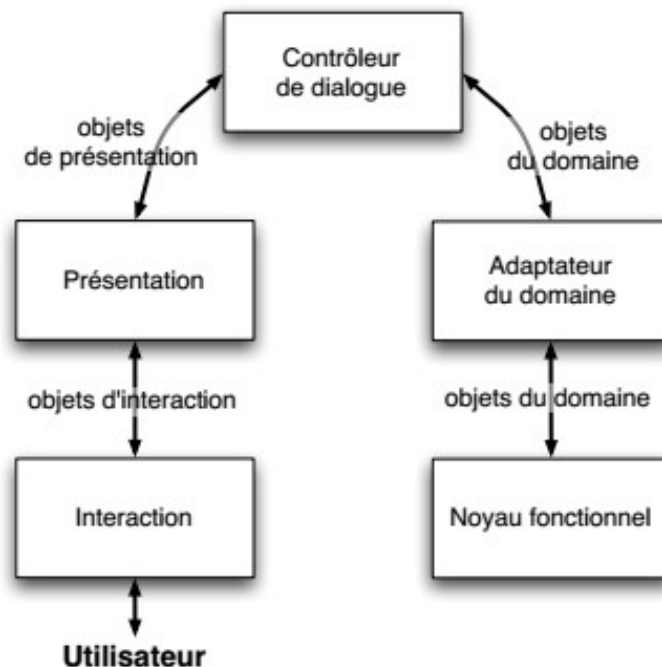 Contrôleur
de dialogue
objets
de présentation
objets
du domaine
Présentation
Adaptateur
du domaine
objets d'interaction
objets du domaine
Interaction
Noyau fonctionnel
Utilisateur